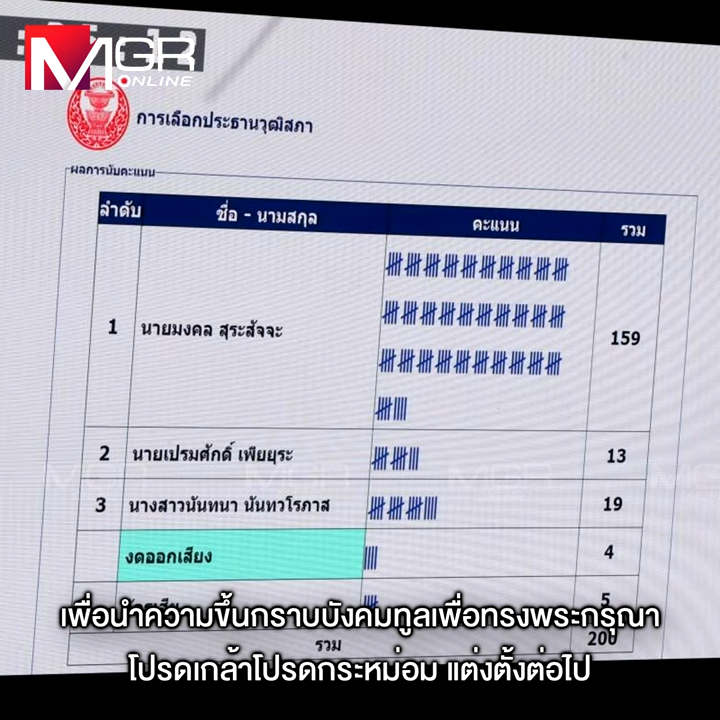 MGR
ONLINE
การเลือกประธานวุฒิสภา
ผลการนับคะแนน
ลำดับ ชื่อ - นามสกุล คะแนน รวม
1 นายมงคล สุระสัจจะ 159
2 นายเปรมศักดิ์ เพียยุระ 13
3 นางสาวนันทนา นันทวโรภาส 19
งดออกเสียง 4
5
รวม 200
เพื่อนำความขึ้นกราบบังคมทูลเพื่อทรงพระกรุณา
โปรดเกล้าโปรดกระหม่อม แต่งตั้งต่อไป